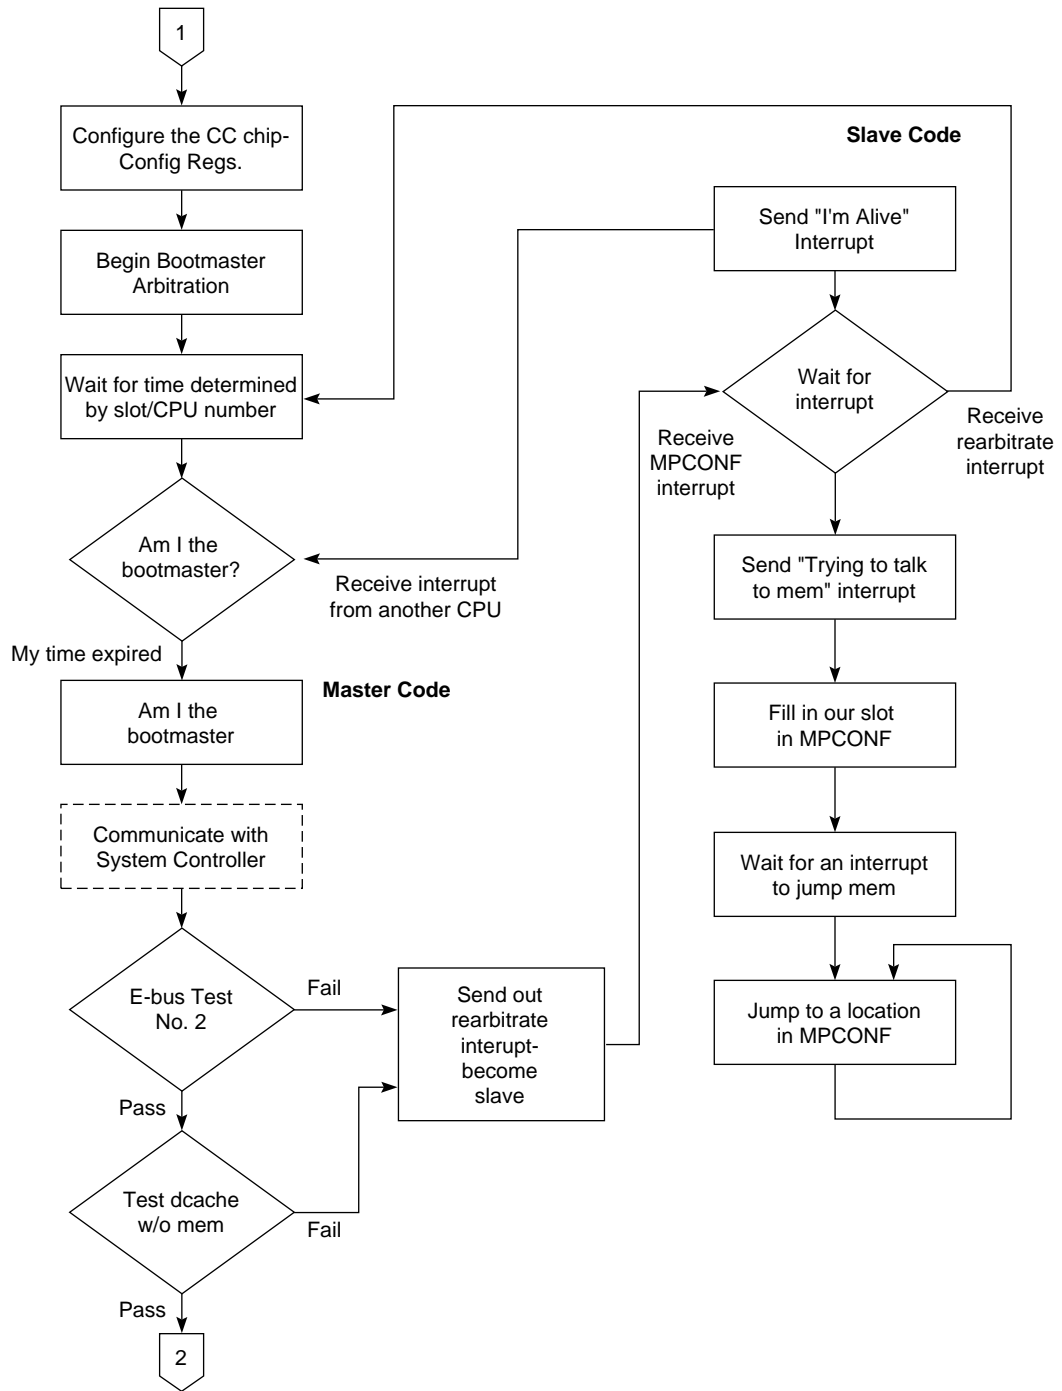 1
Configure the CC chip-
Config Regs.
Begin Bootmaster
Arbitration
Wait for time determined
by slot/CPU number
Am I the
bootmaster?
Receive interrupt
from another CPU
My time expired
Master Code
Am I the
bootmaster
Communicate with
System Controller
E-bus Test
No. 2
Fail
Pass
Test dcache
w/o mem
Fail
Pass
2
Send out
rearbitrate
interupt-
become
slave
Slave Code
Send "I'm Alive"
Interrupt
Wait for
interrupt
Receive
MPCONF
interrupt
Receive
rearbitrate
interrupt
Send "Trying to talk
to mem" interrupt
Fill in our slot
in MPCONF
Wait for an interrupt
to jump mem
Jump to a location
in MPCONF